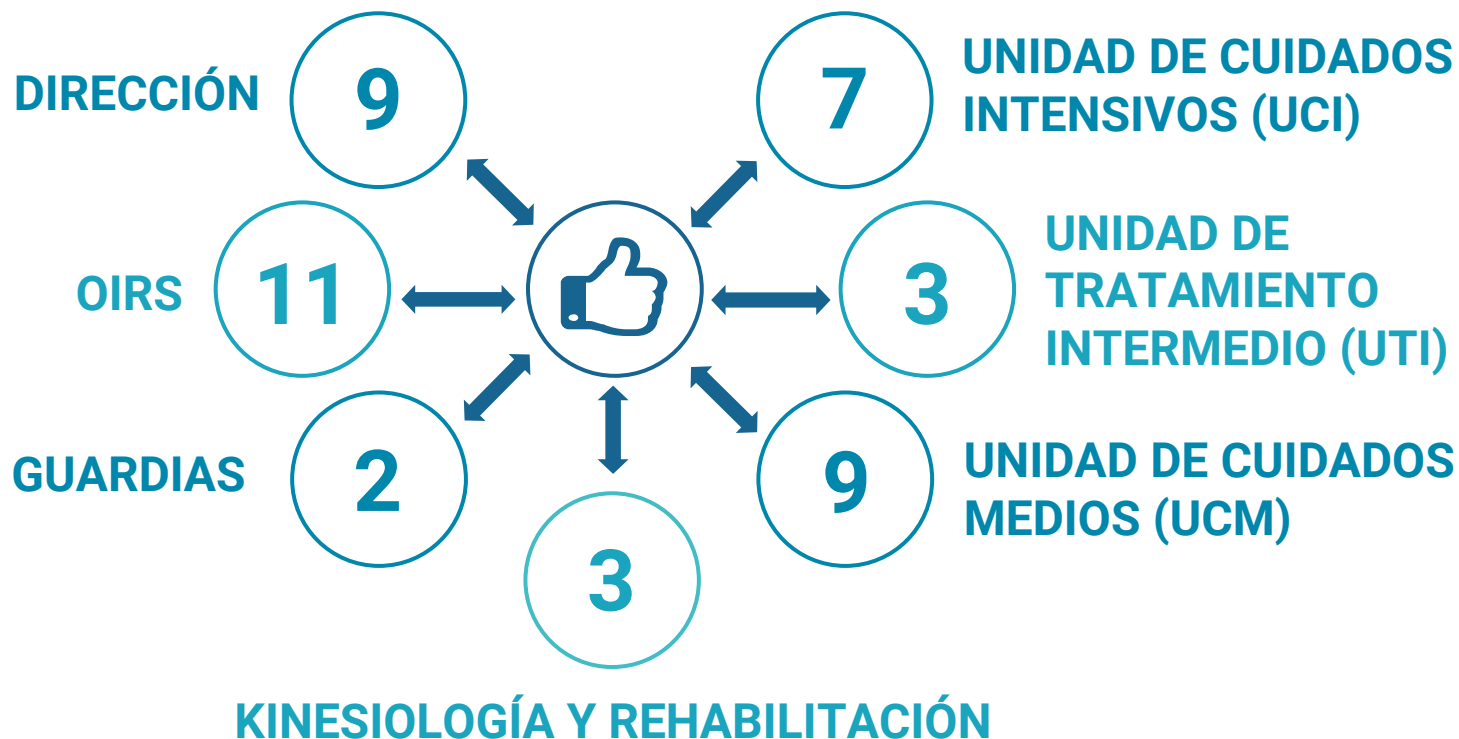 DIRECCIÓN
9
OIRS
11
GUARDIAS
2
3
KINESIOLOGÍA Y REHABILITACIÓN
7
UNIDAD DE CUIDADOS
INTENSIVOS (UCI)
3
UNIDAD DE
TRATAMIENTO
INTERMEDIO (UTI)
9
UNIDAD DE CUIDADOS
MEDIOS (UCM)